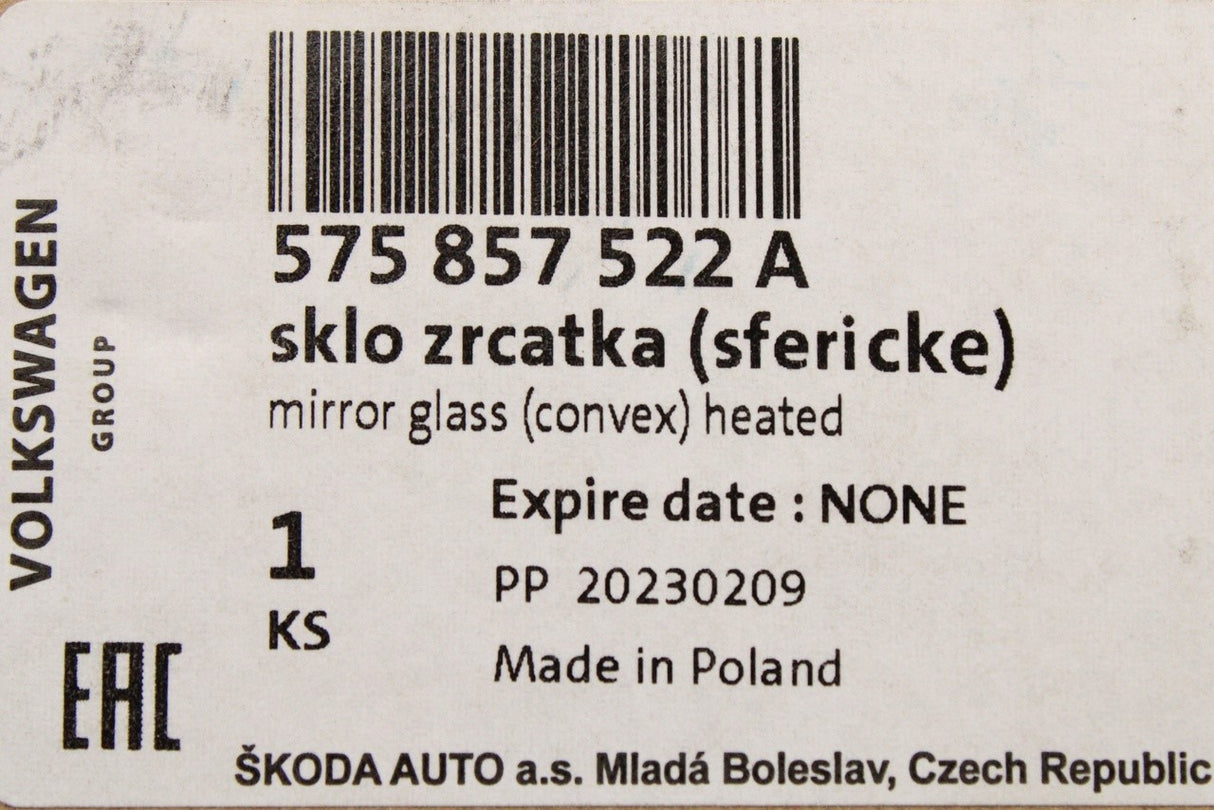 VOLKSWAGEN
GROUP
575 857 522 A
sklo zrcatka (sfericke)
mirror glass (convex) heated
1
KS
Expire date : NONE
PP 20230209
Made in Poland
EAC
ŠKODA AUTO a.s. Mladá Boleslav, Czech Republic